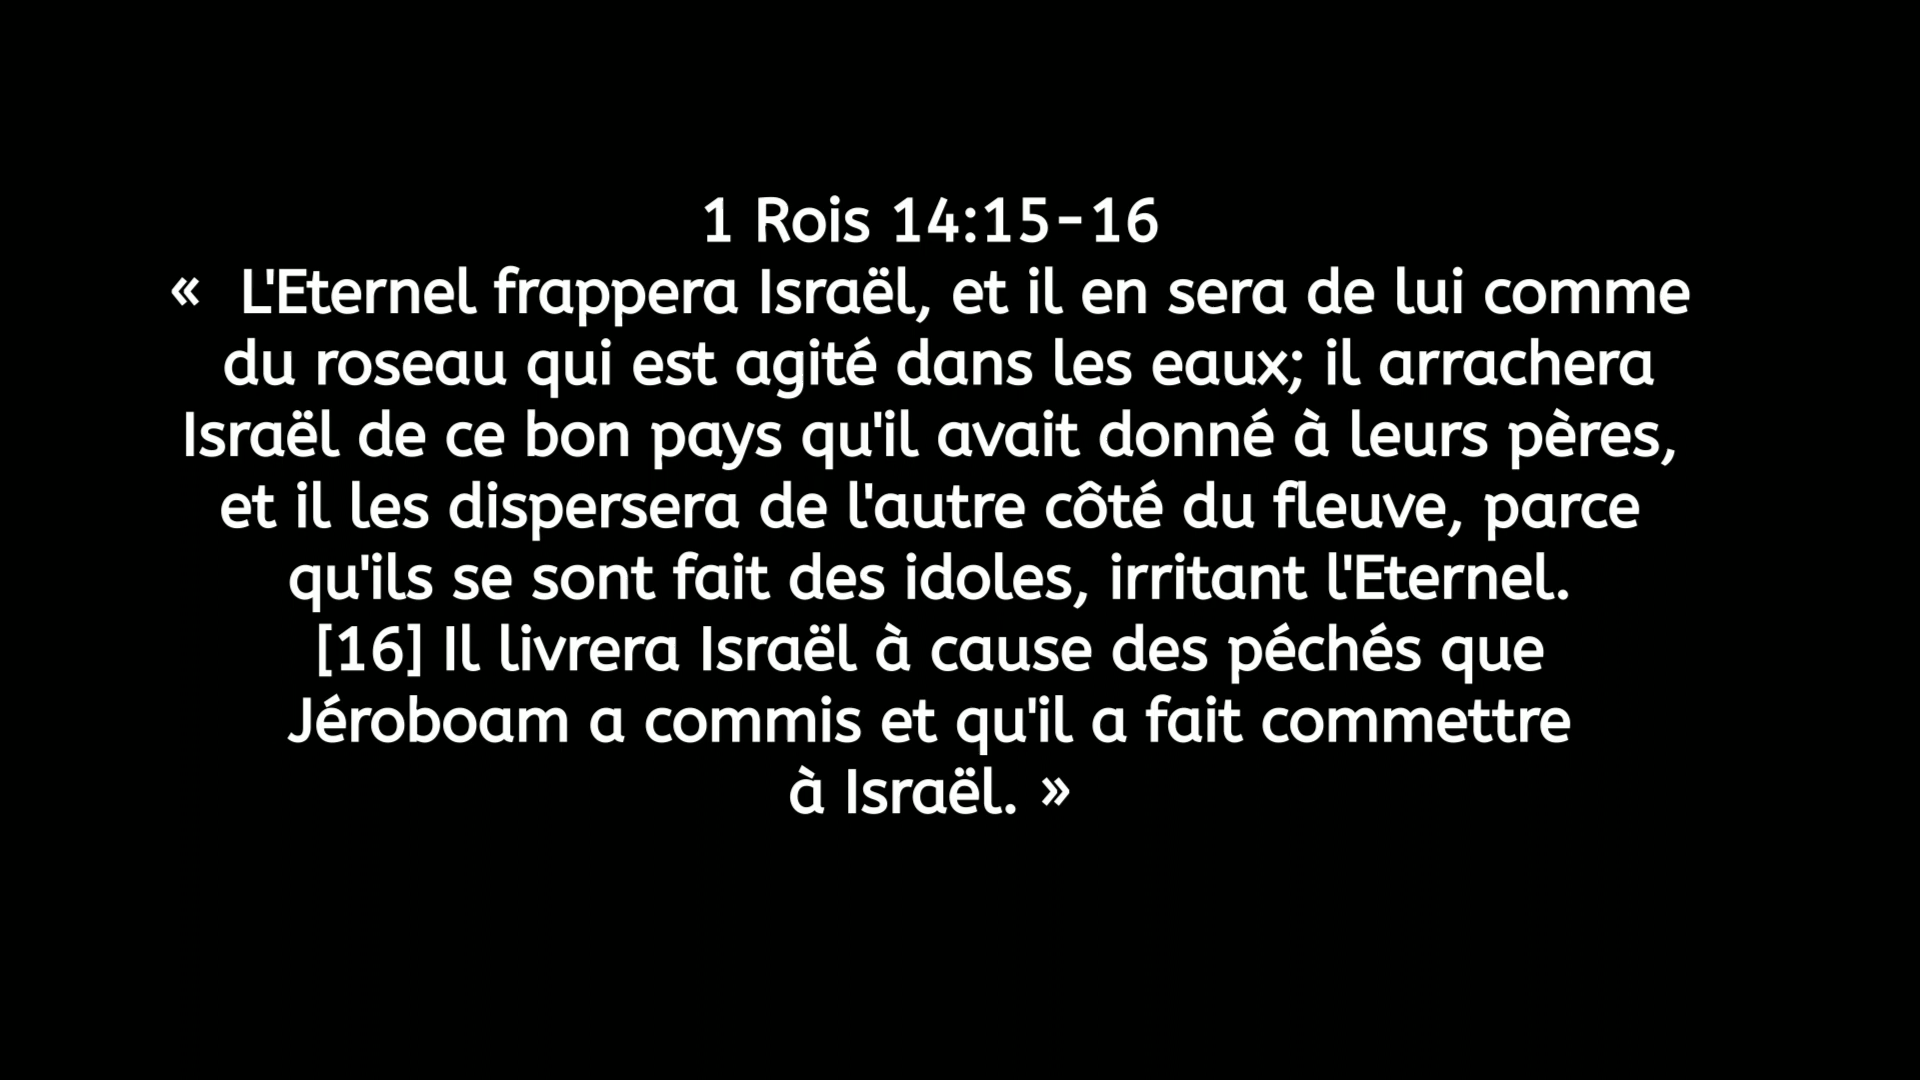 1 Rois 14:15-16
«  L'Eternel frappera Israël, et il en sera de lui comme
du roseau qui est agité dans les eaux; il arrachera
Israël de ce bon pays qu'il avait donné à leurs pères,
et il les dispersera de l'autre côté du fleuve, parce
qu'ils se sont fait des idoles, irritant l'Eternel.
[16] Il livrera Israël à cause des péchés que
Jéroboam a commis et qu'il a fait commettre
à Israël. »